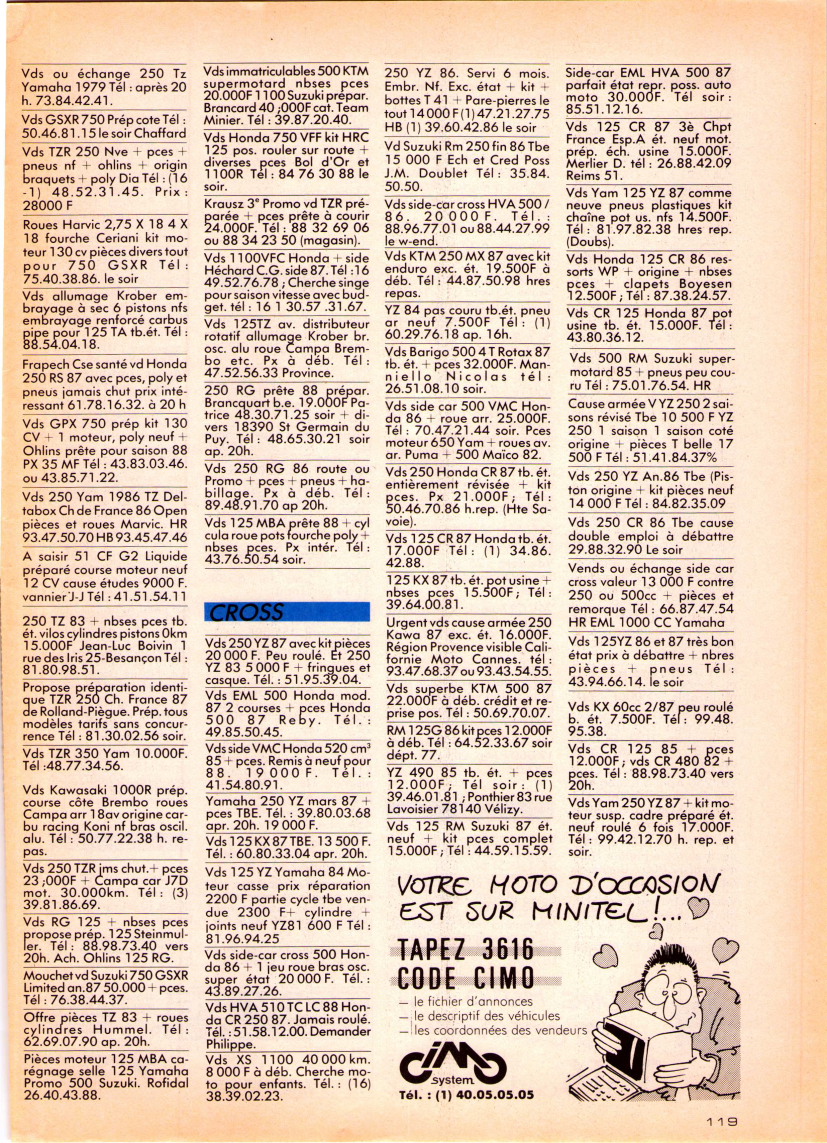 Vds ou échange 250 Tz
Yamaha 1979 Tél : après 20
h. 73.84.42.41.
Vds GSXR 750 Prép cote Tél :
50.46.81.15 le soir Chaffard
Vds TZR 250 Nve + pces +
pneus nf + ohlins + origin
braquets + poly Dia Tél : (16
-1) 48.52.31.45. Prix :
28000 F
Roues Harvic 2,75 X 18 4 X
18 fourche Ceriani kit mo-
teur 130 cv pièces divers tout
pour 750 GSXR Tél :
75.40.38.86. le soir
Vds allumage Krober em-
brayage à sec 6 pistons nfs
embrayage renforcé carbus
pipe pour 125 TA tb.ét. Tél :
88.54.04.18.
Frapech Cse santé vd Honda
250 RS 87 avec pces, poly et
pneus jamais chut prix inté-
ressant 61.78.16.32. à 20 h
Vds GPX 750 prép kit 130
CV + 1 moteur, poly neuf +
Ohlins prête pour saison 88
PX 35 MF Tél : 43.83.03.46.
ou 43.85.71.22.
Vds 250 Yam 1986 TZ Del-
tabox Ch de France 86 Open
pièces et roues Marvic. HR
93.47.50.70 HB 93.45.47.46
A saisir 51 CF G2 Liquide
préparé course moteur neuf
12 CV cause études 9000 F.
vannier J-J Tél : 41.51.54.11
250 TZ 83 + nbses pces tb.
ét. vilos cylindres pistons 0km
15.000F Jean-Luc Boivin 1
rue des Iris 25-Besançon Tél :
81.80.98.51.
Propose préparation identi-
que TZR 250 Ch. France 87
de Rolland-Piègue. Prép. tous
modèles tarifs sans concur-
rence Tél : 81.30.02.56 soir.
Vds TZR 350 Yam 10.000F.
Tél :48.77.34.56.
Vds Kawasaki 1000R prép.
course côte Brembo roues
Campa arr 18av origine car-
bu racing Koni nf bras oscil.
alu. Tél : 50.77.22.38 h. re-
pas.
Vds 250 TZR jms chut.+ pces
23 ;000F + Campa car J7D
mot. 30.000km. Tél : (3)
39.81.86.69.
Vds RG 125 + nbses pces
propose prép. 125 Steinmul-
ler. Tél : 88.98.73.40 vers
20h. Ach. Ohlins 125 RG.
Mouchet vd Suzuki 750 GSXR
Limited an.87 50.000 + pces.
Tél : 76.38.44.37.
Offre pièces TZ 83 + roues
cylindres Hummel. Tél :
62.69.07.90 ap. 20h.
Pièces moteur 125 MBA ca-
régnage selle 125 Yamaha
Promo 500 Suzuki. Rofidal
26.40.43.88.
Vds immatriculables 500 KTM
supermotard nbses pces
20.000F 1100 Suzuki prépar.
Brancard 40 ;000F cat. Team
Minier. Tél : 39.87.20.40.
Vds Honda 750 VFF kit HRC
125 pos. rouler sur route +
diverses pces Bol d'Or et
1100R Tél : 84 76 30 88 le
soir.
Krausz 3ᵉ Promo vd TZR pré-
parée + pces prête à courir
24.000F. Tél : 88 32 69 06
ou 88 34 23 50 (magasin).
Vds 1100VFC Honda + side
Héchard C.G. side 87. Tél :16
49.52.76.78 ; Cherche singe
pour saison vitesse avec bud-
get. tél : 16 1 30.57 .31.67.
Vds 125TZ av. distributeur
rotatif allumage Krober br.
osc. alu roue Campa Brem-
bo etc. Px à déb. Tél :
47.52.56.33 Province.
250 RG prête 88 prépar.
Brancquart b.e. 19.000F Pa-
trice 48.30.71.25 soir + di-
vers 18390 St Germain du
Puy. Tél : 48.65.30.21 soir
ap. 20h.
Vds 250 RG 86 route ou
Promo + pces + pneus + ha-
billage. Px à déb. Tél :
89.48.91.70 ap 20h.
Vds 125 MBA prête 88 + cyl
cula roue pots fourche poly +
nbses pces. Px intér. Tél :
43.76.50.54 soir.
CROSS
Vds 250 YZ 87 avec kit pièces
20 000 F. Peu roulé. Et 250
YZ 83 5 000 F + fringues et
casque. Tél. : 51.95.39.04.
Vds EML 500 Honda mod.
87 2 courses + pces Honda
500 87 Reby. Tél. :
49.85.50.45.
Vds side VMC Honda 520 cm³
85 + pces. Remis à neuf pour
88. 19000F. Tél. :
41.54.80.91.
Yamaha 250 YZ mars 87 +
pces TBE. Tél. : 39.80.03.68
apr. 20h. 19 000 F.
Vds 125 KX 87 TBE. 13 500 F.
Tél. : 60.80.33.04 apr. 20h.
Vds 125 YZ Yamaha 84 Mo-
teur casse prix réparation
2200 F partie cycle tbe ven-
due 2300 F+ cylindre +
joints neuf YZ81 600 F Tél :
81.96.94.25
Vds side-car cross 500 Hon-
da 86 + 1 jeu roue bras osc.
super état 20 000 F. Tél. :
43.89.27.26.
Vds HVA 510 TC LC 88 Hon-
da CR 250 87. Jamais roulé.
Tél. : 51.58.12.00. Demander
Philippe.
Vds XS 1100 40 000 km.
8 000 F à déb. Cherche mo-
to pour enfants. Tél. : (16)
38.39.02.23.
250 YZ 86. Servi 6 mois.
Embr. Nf. Exc. état + kit +
bottes T 41 + Pare-pierres le
tout 14 000 F (1) 47.21.27.75
HB (1) 39.60.42.86 le soir
Vd Suzuki Rm 250 fin 86 Tbe
15 000 F Ech et Cred Poss
J.M. Doublet Tél : 35.84.
50.50.
Vds side-car cross HVA 500 /
86. 20000F. Tél. :
88.96.77.01 ou 88.44.27.99
le w-end.
Vds KTM 250 MX 87 avec kit
enduro exc. ét. 19.500F à
déb. Tél : 44.87.50.98 hres
repas.
YZ 84 pas couru tb.ét. pneu
ar neuf 7.500F Tél : (1)
60.29.76.18 ap. 16h.
Vds Barigo 500 4 T Rotax 87
tb. ét. + pces 32.000F. Man-
niello Nicolas tél :
26.51.08.10 soir.
Vds side car 500 VMC Hon-
da 86 + roue arr. 25.000F.
Tél : 70.47.21.44 soir. Pces
moteur 650 Yam + roues av.
ar. Puma + 500 Maïco 82.
Vds 250 Honda CR 87 tb. ét.
entièrement révisée + kit
pces. Px 21.000F; Tél :
50.46.70.86 h.rep. (Hte Sa-
voie).
Vds 125 CR 87 Honda tb. ét.
17.000F Tél : (1) 34.86.
42.88.
125 KX 87 tb. ét. pot usine +
nbses pces 15.500F; Tél :
39.64.00.81.
Urgent vds cause armée 250
Kawa 87 exc. ét. 16.000F.
Région Provence visible Cali-
fornie Moto Cannes. tél :
93.47.68.37 ou 93.43.54.55.
Vds superbe KTM 500 87
22.000F à deb. crédit et re-
prise pos. Tél : 50.69.70.07.
RM 125G 86 kit pces 12.000F
à déb. Tél : 64.52.33.67 soir
dépt. 77.
YZ 490 85 tb. ét. + pces
12.000F; Tél soir: (1)
39.46.01.81 ; Ponthier 83 rue
Lavoisier 78140 Vélizy.
Vds 125 RM Suzuki 87 ét.
neuf + kit pces complet
15.000F ; Tél : 44.59.15.59.
Side-car EML HVA 500 87
parfait état repr. poss. auto
moto 30.000F. Tél soir :
85.51.12.16.
Vds 125 CR 87 3è Chpt
France Esp.A ét. neuf mot.
prép. éch. usine 15.000F.
Merlier D. tél : 26.88.42.09
Reims 51.
Vds Yam 125 YZ 87 comme
neuve pneus plastiques kit
chaîne pot us. nfs 14.500F.
Tél : 81.97.82.38 hres rep.
(Doubs).
Vds Honda 125 CR 86 res-
sorts WP + origine + nbses
pces + clapets Boyesen
12.500F ; Tél : 87.38.24.57.
Vds CR 125 Honda 87 pot
usine tb. ét. 15.000F. Tél :
43.80.36.12.
Vds 500 RM Suzuki super-
motard 85 + pneus peu cou-
ru Tél : 75.01.76.54. HR
Cause armée V YZ 250 2 sai-
sons révisé Tbe 10 500 F YZ
250 1 saison 1 saison coté
origine + pièces T belle 17
500 F Tél : 51.41.84.37%
Vds 250 YZ An.86 Tbe (Pis-
ton origine + kit pièces neuf
14 000 F Tél : 84.82.35.09
Vds 250 CR 86 Tbe cause
double emploi à débattre
29.88.32.90 Le soir
Vends ou échange side car
cross valeur 13 000 F contre
250 ou 500cc + pièces et
remorque Tél : 66.87.47.54
HR EML 1000 CC Yamaha
Vds 125YZ 86 et 87 très bon
état prix à débattre + nbres
pièces + pneus Tél :
43.94.66.14. le soir
Vds KX 60cc 2/87 peu roulé
b. ét. 7.500F. Tél : 99.48.
95.38.
Vds CR 125 85 + pces
12.000F ; vds CR 480 82 +
pces. Tél : 88.98.73.40 vers
20h.
Vds Yam 250 YZ 87 + kit mo-
teur susp. cadre préparé ét.
neuf roulé 6 fois 17.000F.
Tél : 99.42.12.70 h. rep. et
soir.
VOTRE MOTO D'OCCASION
EST SUR MINITEL !...
TAPEZ 3616
CODE CIMO
— le fichier d'annonces
— le descriptif des véhicules
— les coordonnées des vendeurs
CIMO
system
Tél. : (1) 40.05.05.05
119